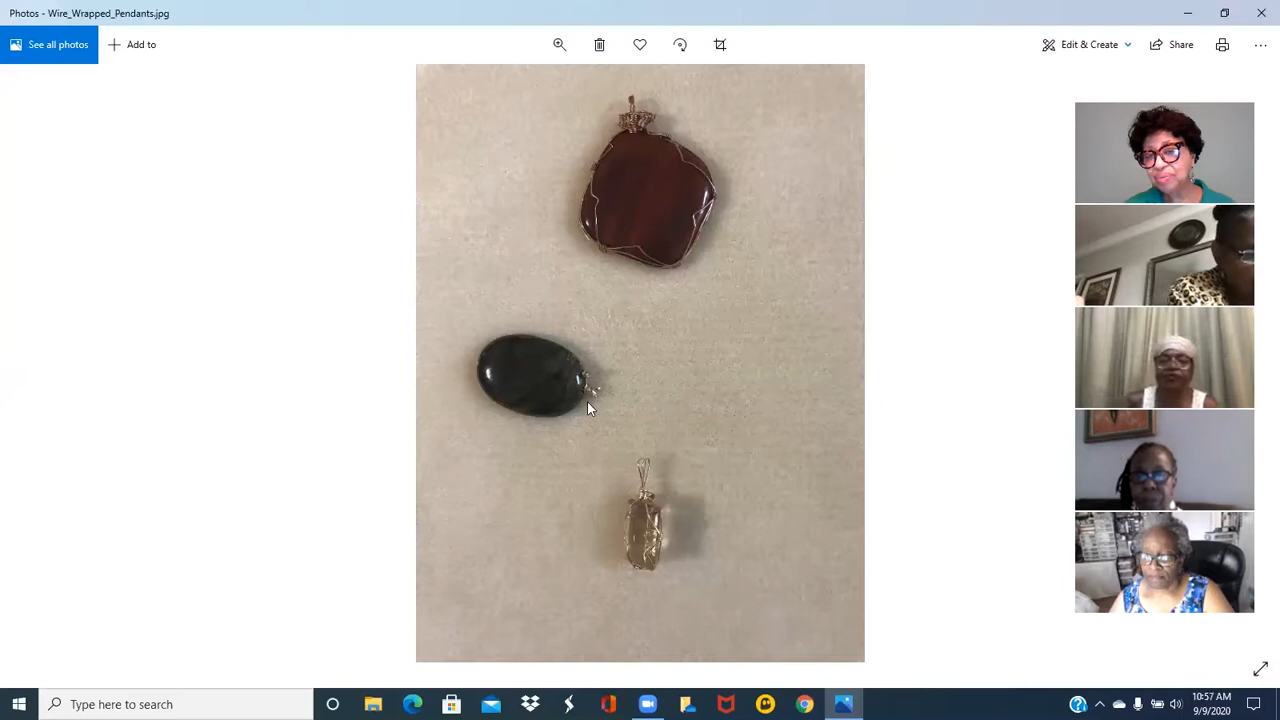 Photos - Wire_Wrapped_Pendants.jpg
See all photos
Add to
Edit & Create
Share
Type here to search
10:57 AM
9/9/2020